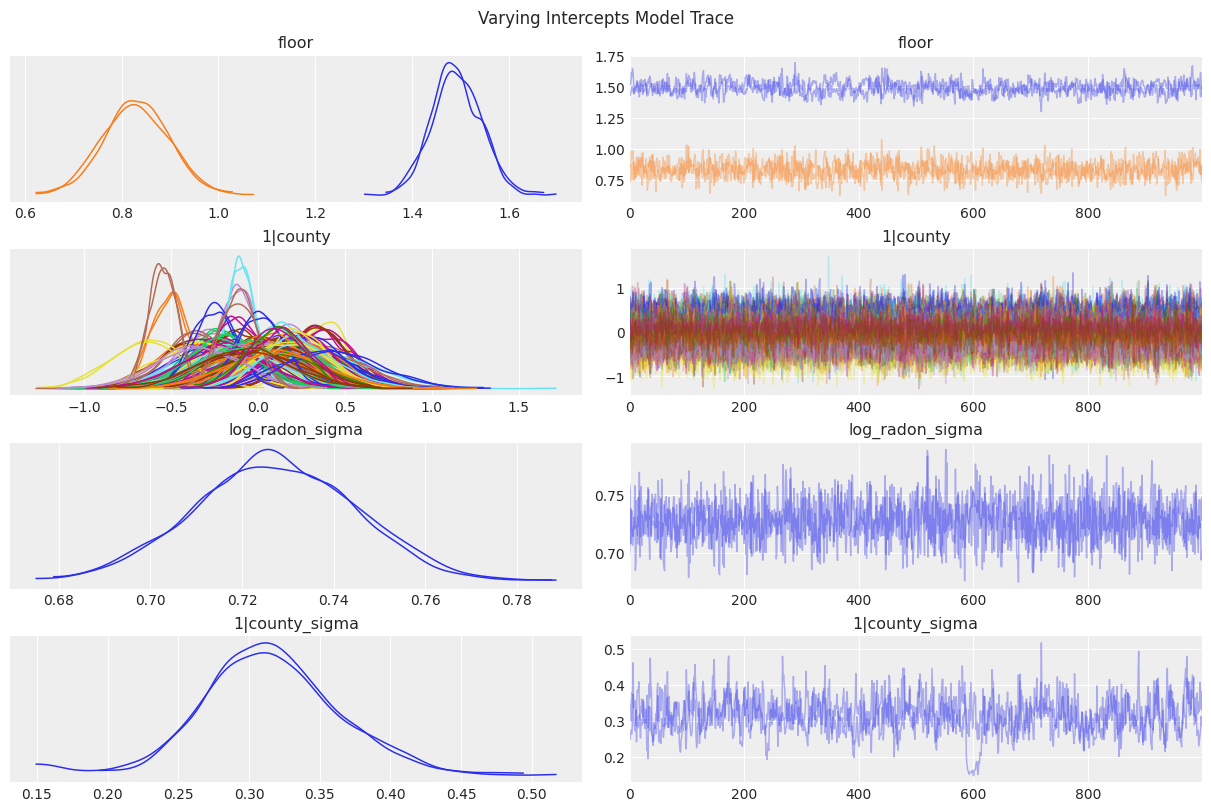 Varying Intercepts Model Trace
floor
floor
0.6 0.8 1.0 1.2 1.4 1.6
1.75
1.50
1.25
1.00
0.75
0 200 400 600 800
1|county
1|county
−1.0 −0.5 0.0 0.5 1.0 1.5
1
0
−1
0 200 400 600 800
log_radon_sigma
log_radon_sigma
0.68 0.70 0.72 0.74 0.76 0.78
0.75
0.70
0 200 400 600 800
1|county_sigma
1|county_sigma
0.15 0.20 0.25 0.30 0.35 0.40 0.45 0.50
0.5
0.4
0.3
0.2
0 200 400 600 800